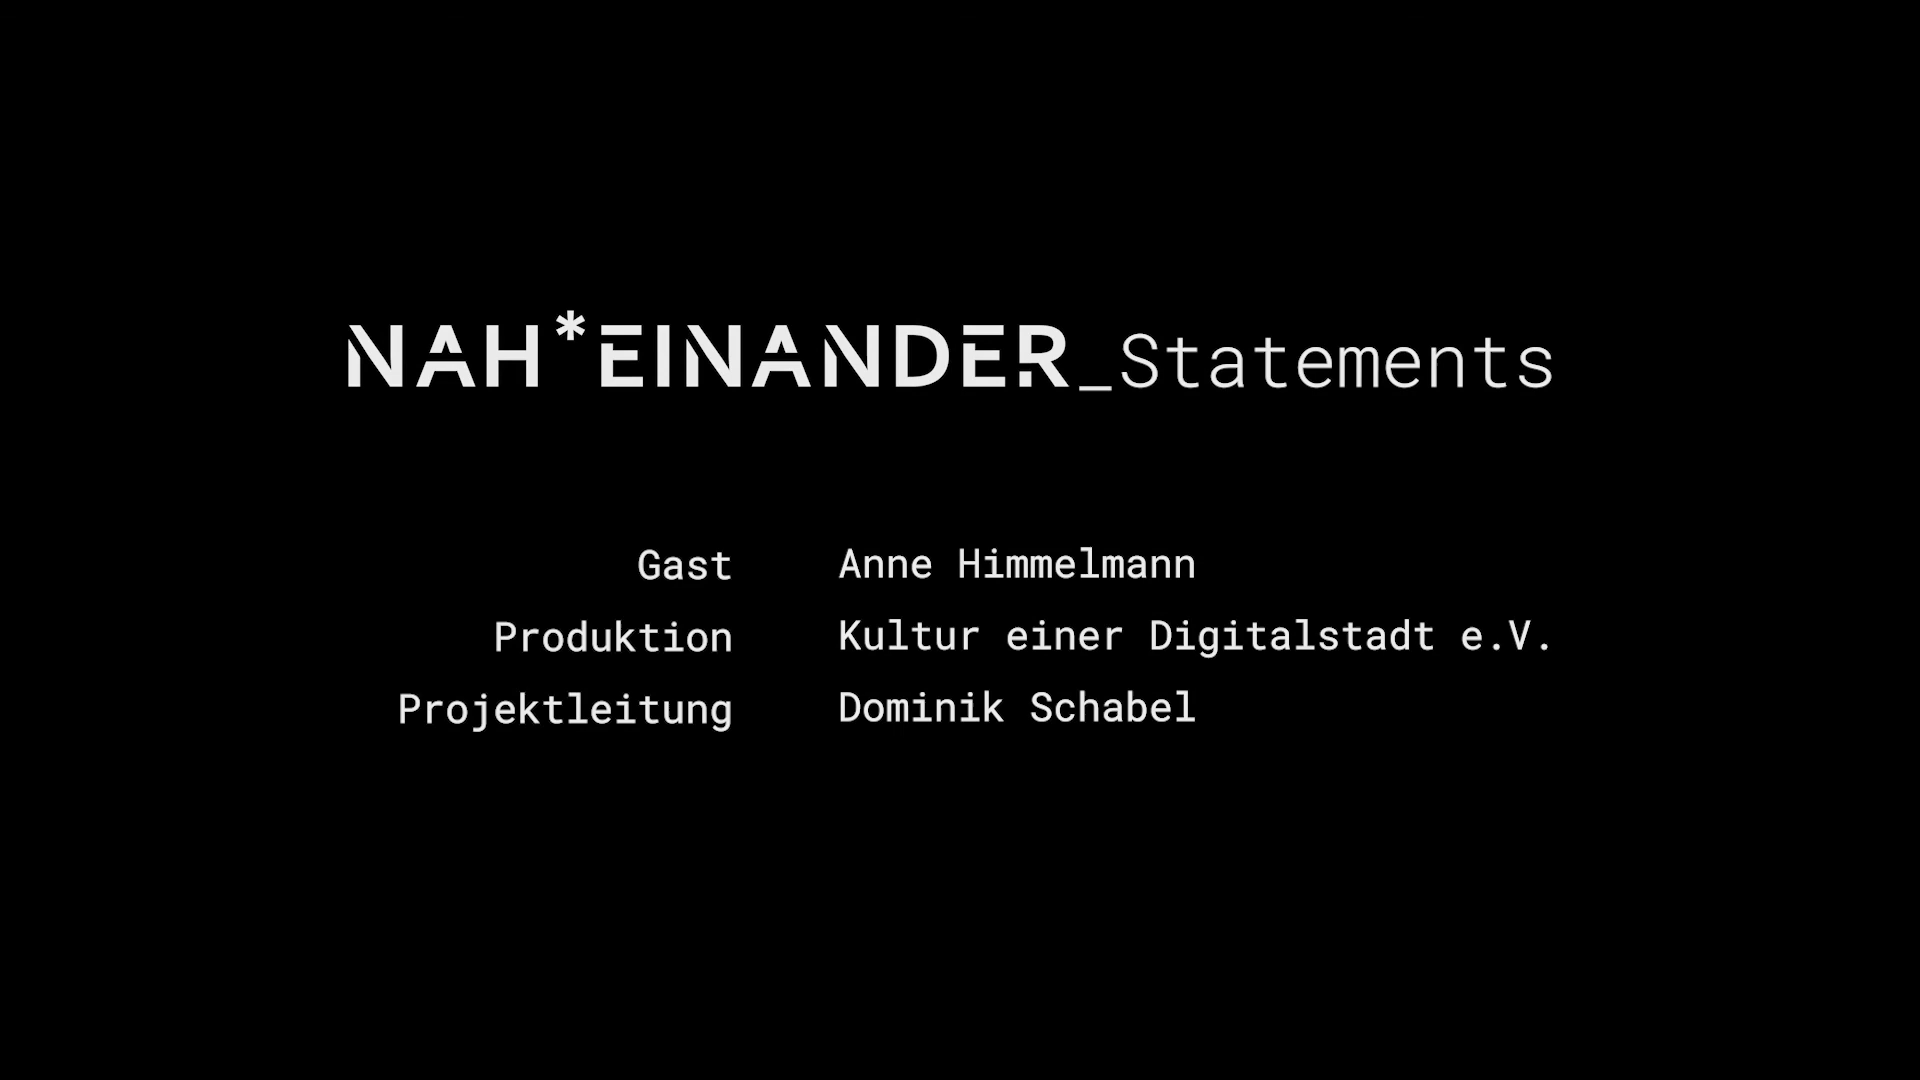 NAH*EINANDER_Statements
Gast Anne Himmelmann
Produktion Kultur einer Digitalstadt e.V.
Projektleitung Dominik Schabel